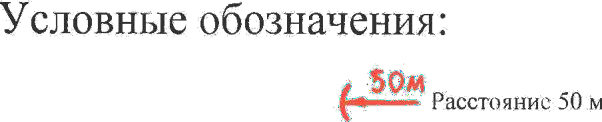 Условные обозначения:
50м
Расстояние 50 м